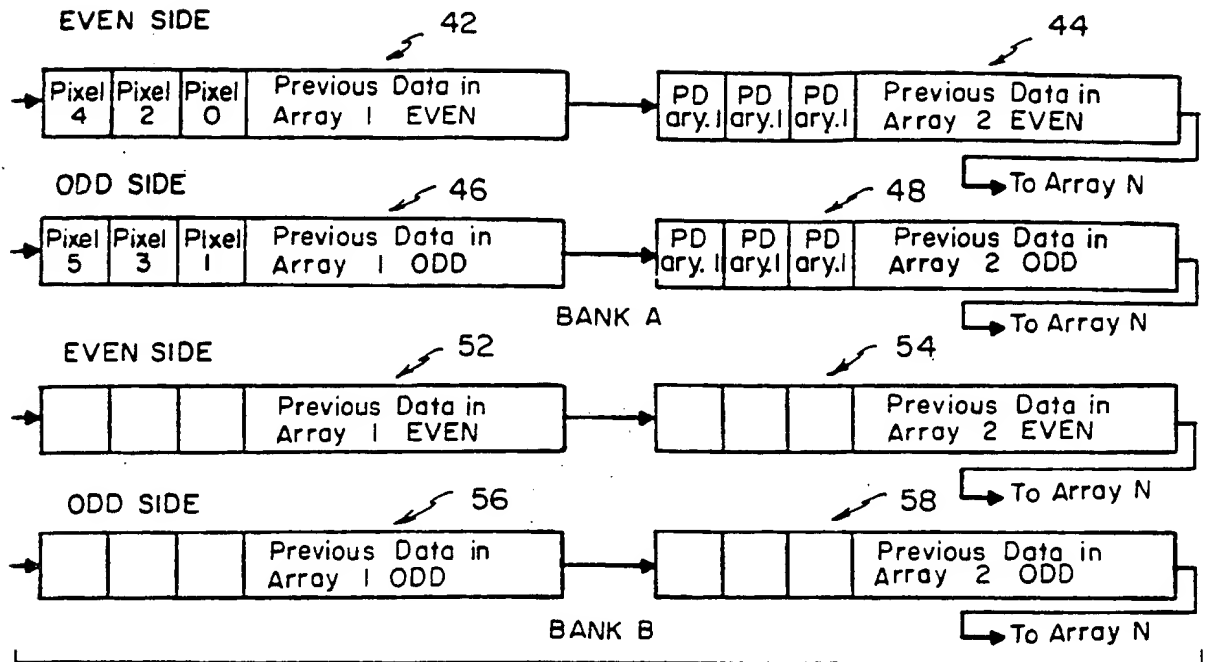 EVEN SIDE
42
44
Pixel 4
Pixel 2
Pixel 0
Previous Data in
Array 1 EVEN
PD ary.1
PD ary.1
PD ary.1
Previous Data in
Array 2 EVEN
To Array N
ODD SIDE
46
48
Pixel 5
Pixel 3
Pixel 1
Previous Data in
Array 1 ODD
PD ary.1
PD ary.1
PD ary.1
Previous Data in
Array 2 ODD
To Array N
BANK A
EVEN SIDE
52
54
Previous Data in
Array 1 EVEN
Previous Data in
Array 2 EVEN
To Array N
ODD SIDE
56
58
Previous Data in
Array 1 ODD
Previous Data in
Array 2 ODD
To Array N
BANK B